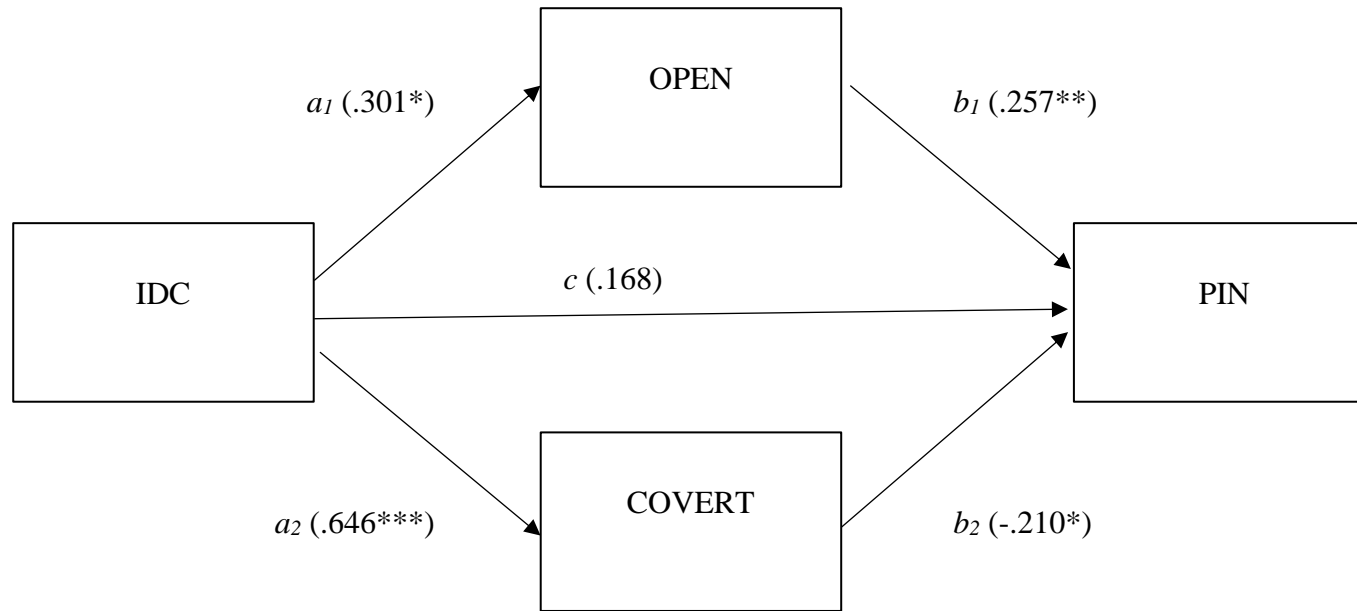 OPEN
a1 (.301*)
b1 (.257**)
IDC
c (.168)
PIN
COVERT
a2 (.646***)
b2 (-.210*)